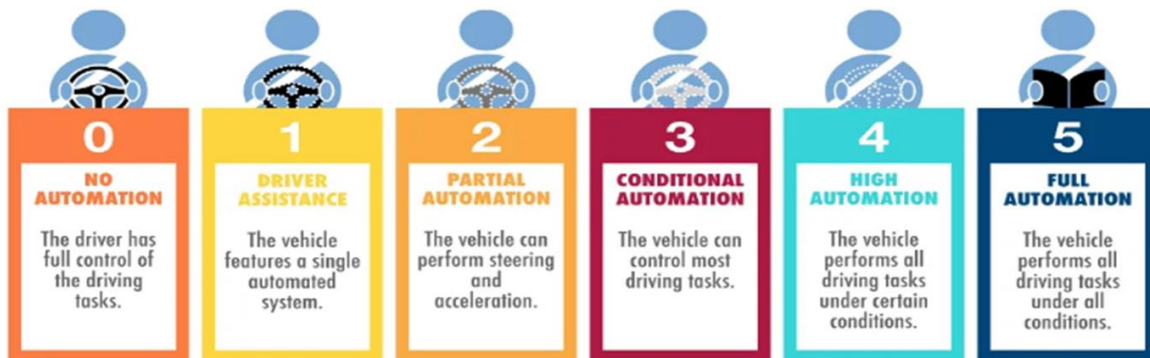 0
NO
AUTOMATION
The driver has
full control of
the driving
tasks.
1
DRIVER
ASSISTANCE
The vehicle
features a single
automated
system.
2
PARTIAL
AUTOMATION
The vehicle can
perform steering
and
acceleration.
3
CONDITIONAL
AUTOMATION
The vehicle can
control most
driving tasks.
4
HIGH
AUTOMATION
The vehicle
performs all
driving tasks
under certain
conditions.
5
FULL
AUTOMATION
The vehicle
performs all
driving tasks
under all
conditions.